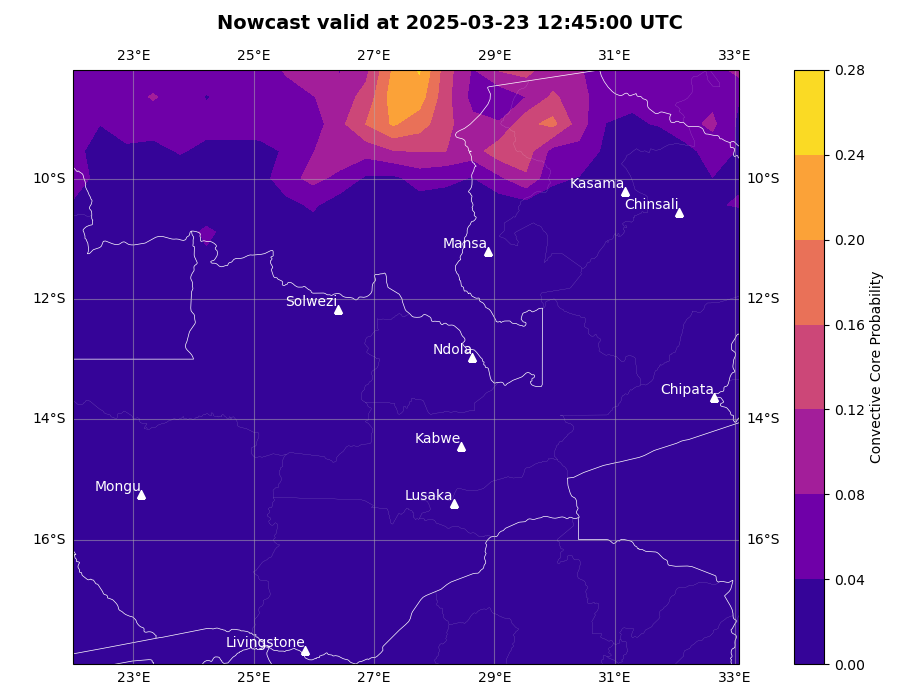 Nowcast valid at 2025-03-23 12:45:00 UTC
23°E 25°E 27°E 29°E 31°E 33°E
0.28
0.24
10°S 10°S
Kasama
Chinsali
0.20
Mansa
12°S 12°S
Solwezi
0.16
Ndola
Chipata
0.12
14°S 14°S
Kabwe
Mongu
Lusaka
0.08
16°S 16°S
0.04
Livingstone
0.00
23°E 25°E 27°E 29°E 31°E 33°E
Convective Core Probability